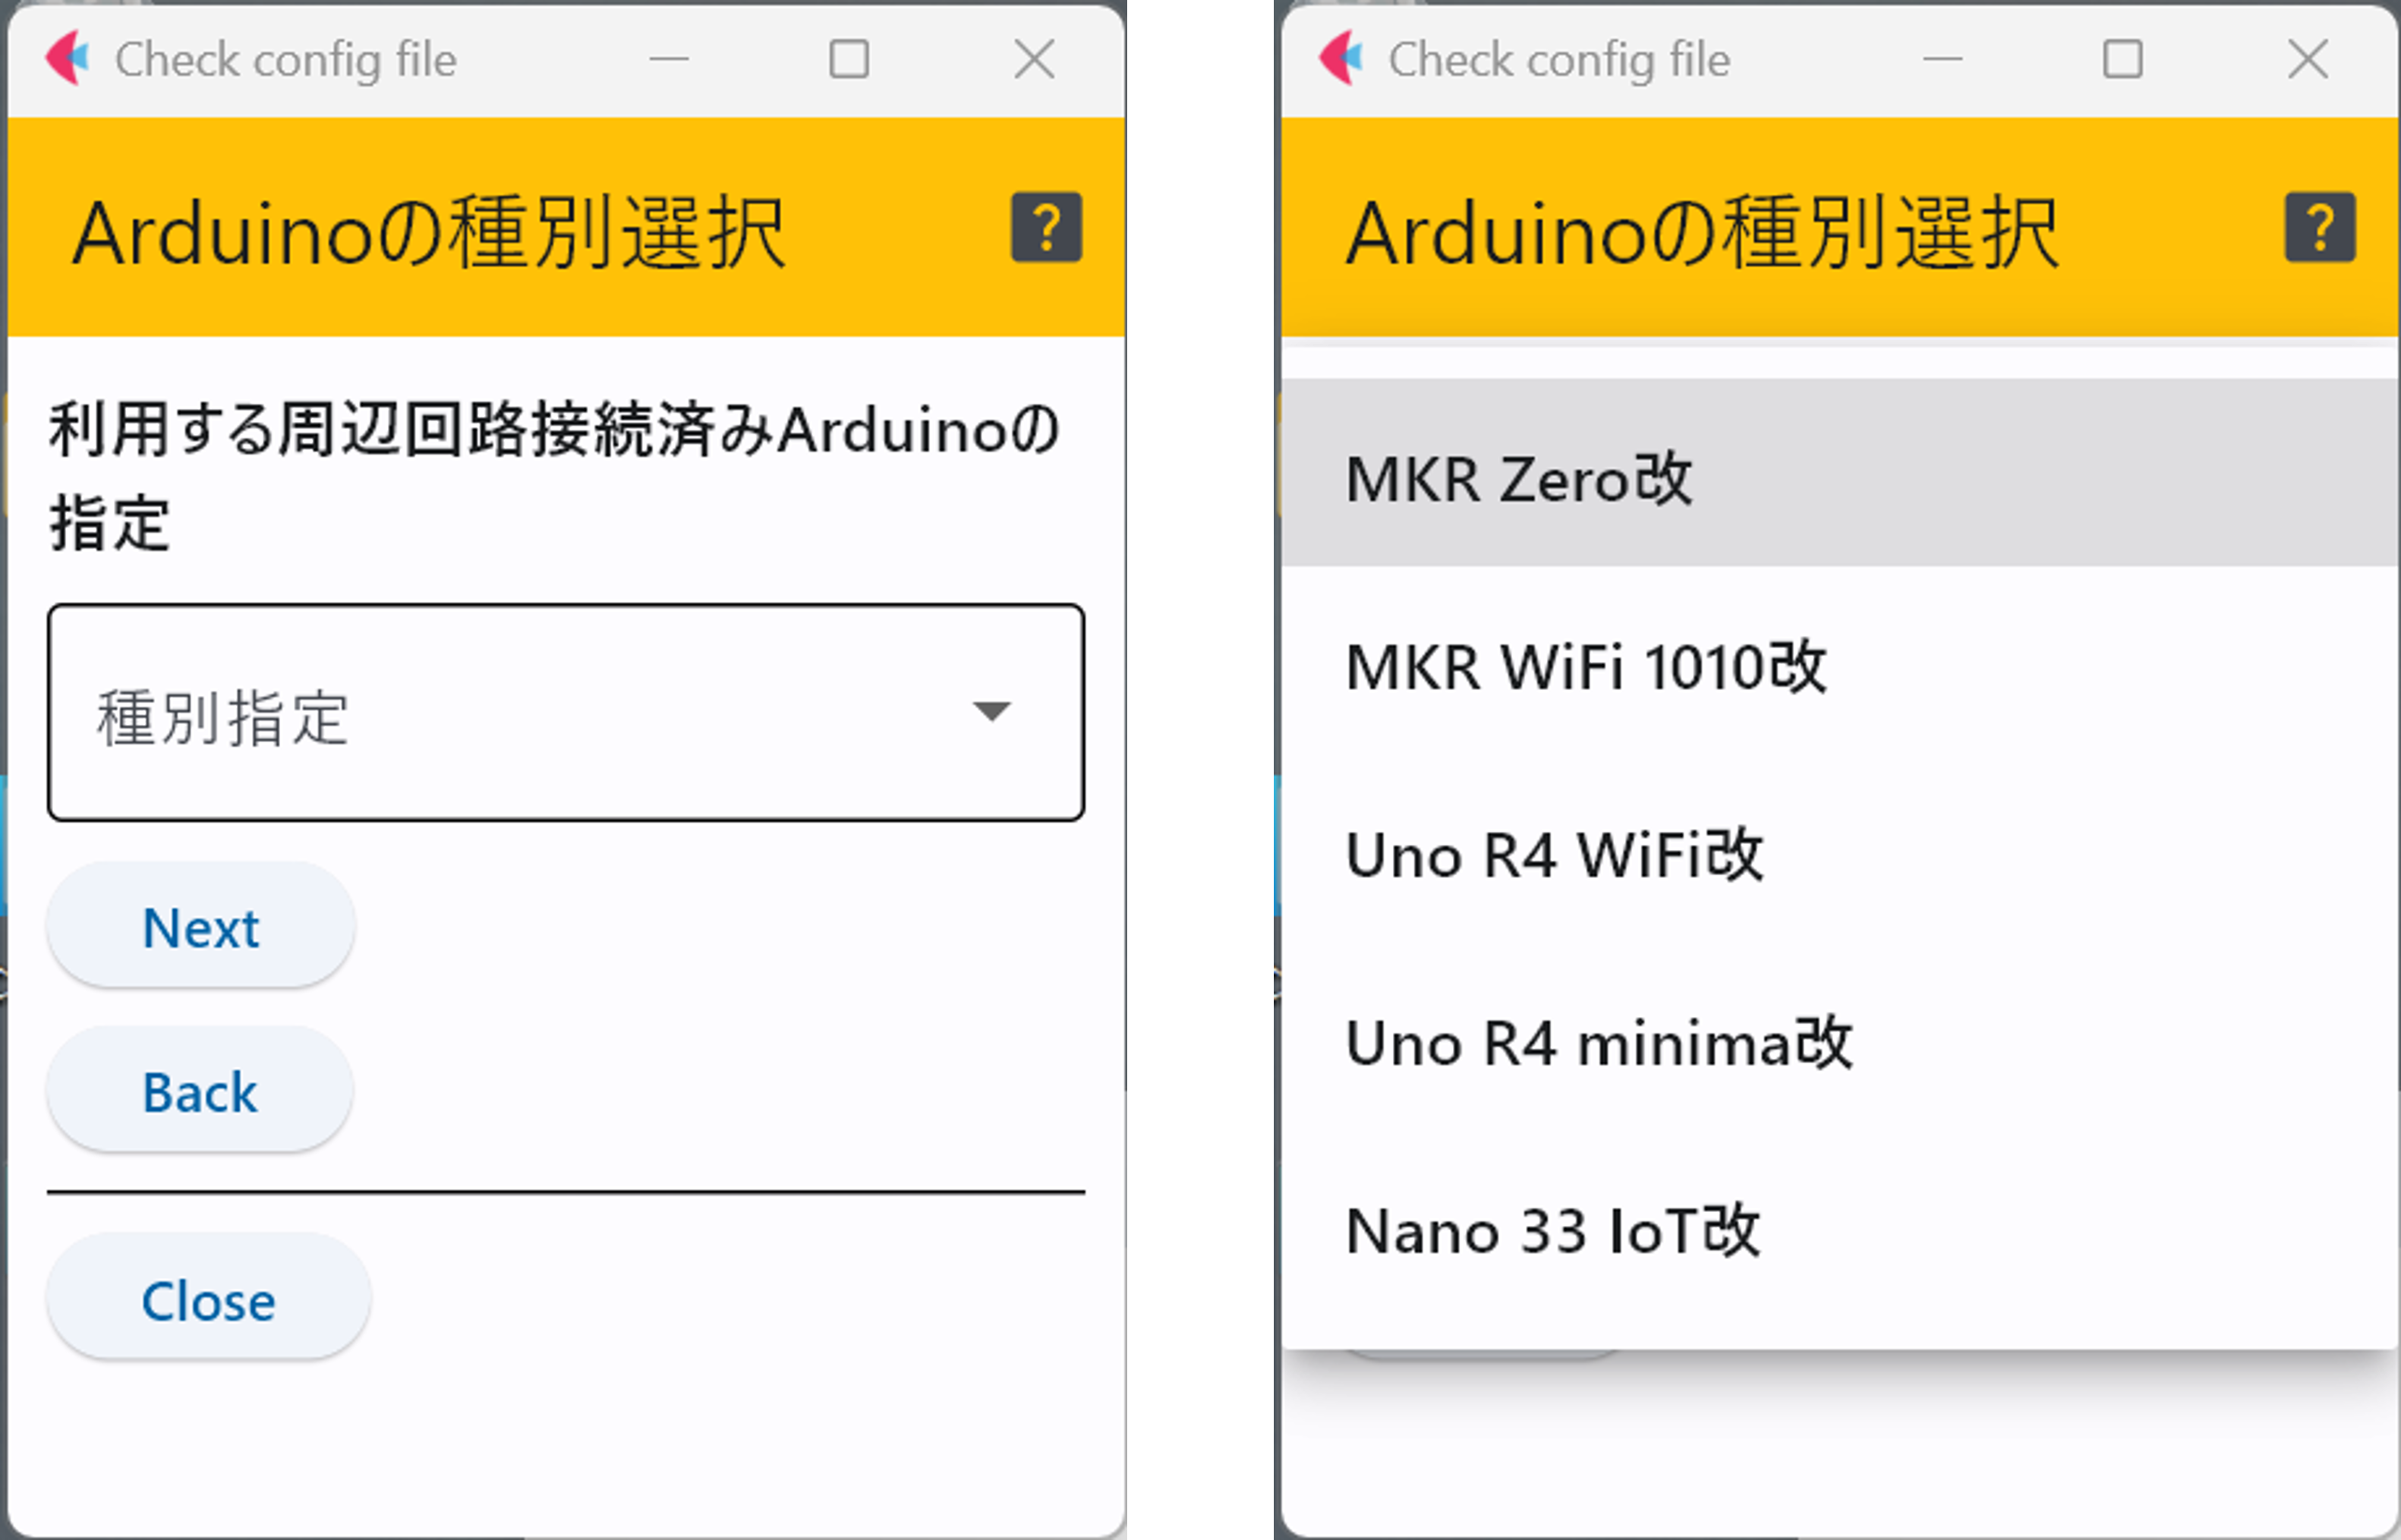 Check config file
Arduinoの種別選択
?
利用する周辺回路接続済みArduinoの
指定
種別指定
Next
Back
Close
Check config file
Arduinoの種別選択
?
MKR Zero改
MKR WiFi 1010改
Uno R4 WiFi改
Uno R4 minima改
Nano 33 IoT改